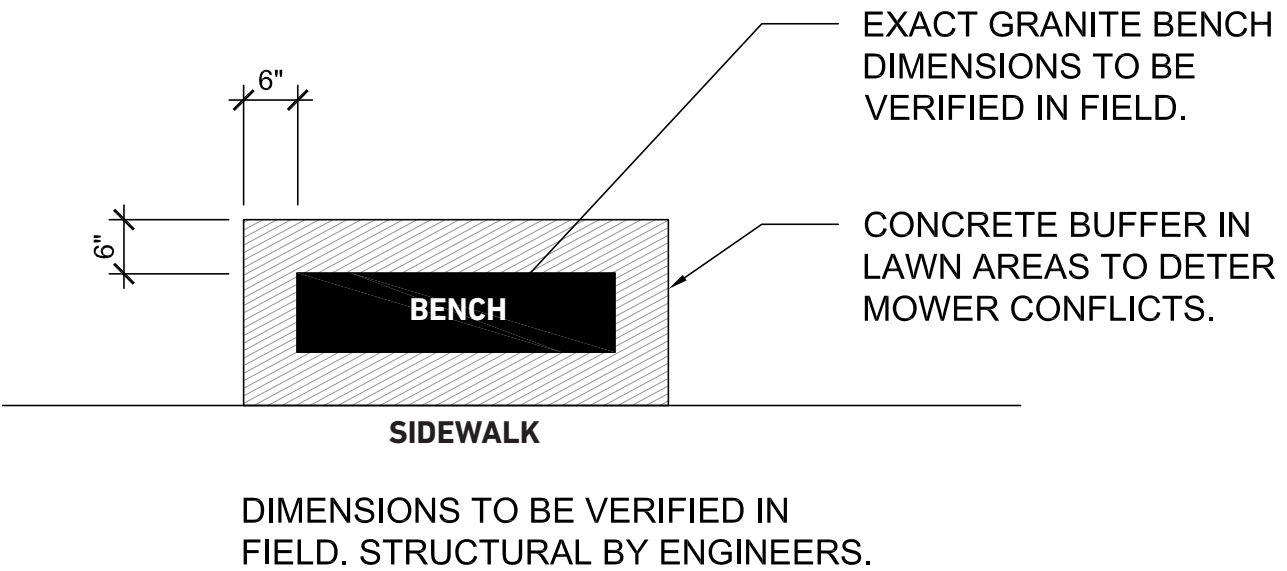 6"
EXACT GRANITE BENCH
DIMENSIONS TO BE
VERIFIED IN FIELD.
6"
CONCRETE BUFFER IN
LAWN AREAS TO DETER
MOWER CONFLICTS.
BENCH
SIDEWALK
DIMENSIONS TO BE VERIFIED IN
FIELD. STRUCTURAL BY ENGINEERS.